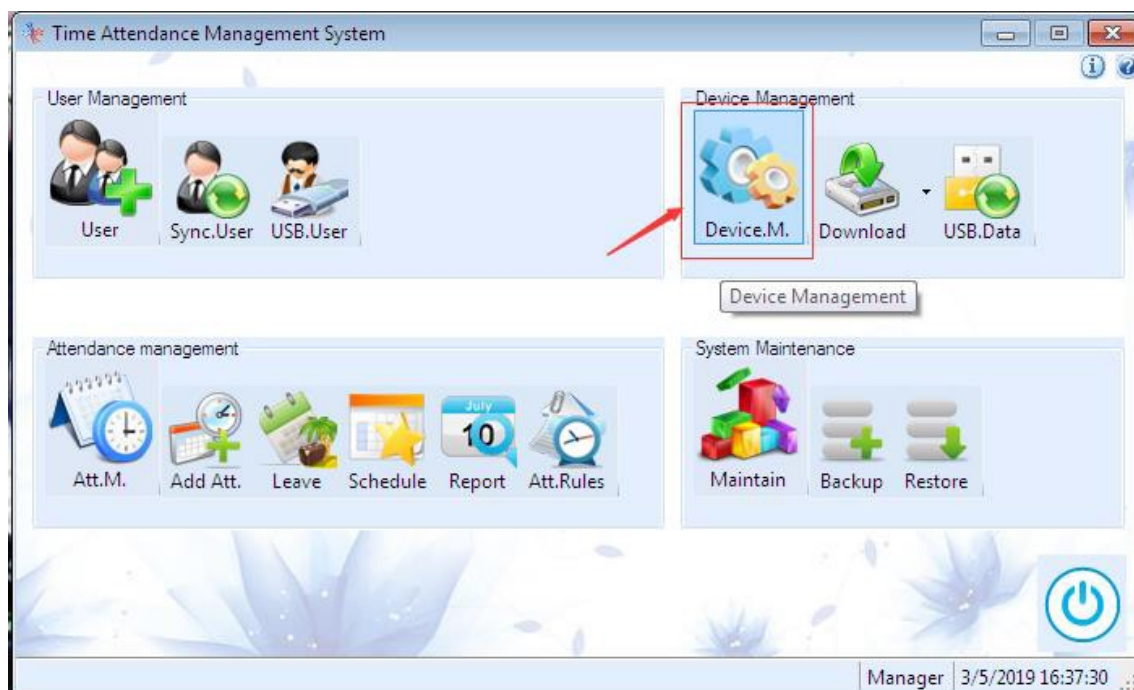 Time Attendance Management System
User Management
User
Sync.User
USB.User
Device Management
Device.M.
Download
USB.Data
Device Management
Attendance management
Att.M.
Add Att.
Leave
Schedule
July
10
Report
Att.Rules
System Maintenance
Maintain
Backup
Restore
Manager
3/5/2019 16:37:30